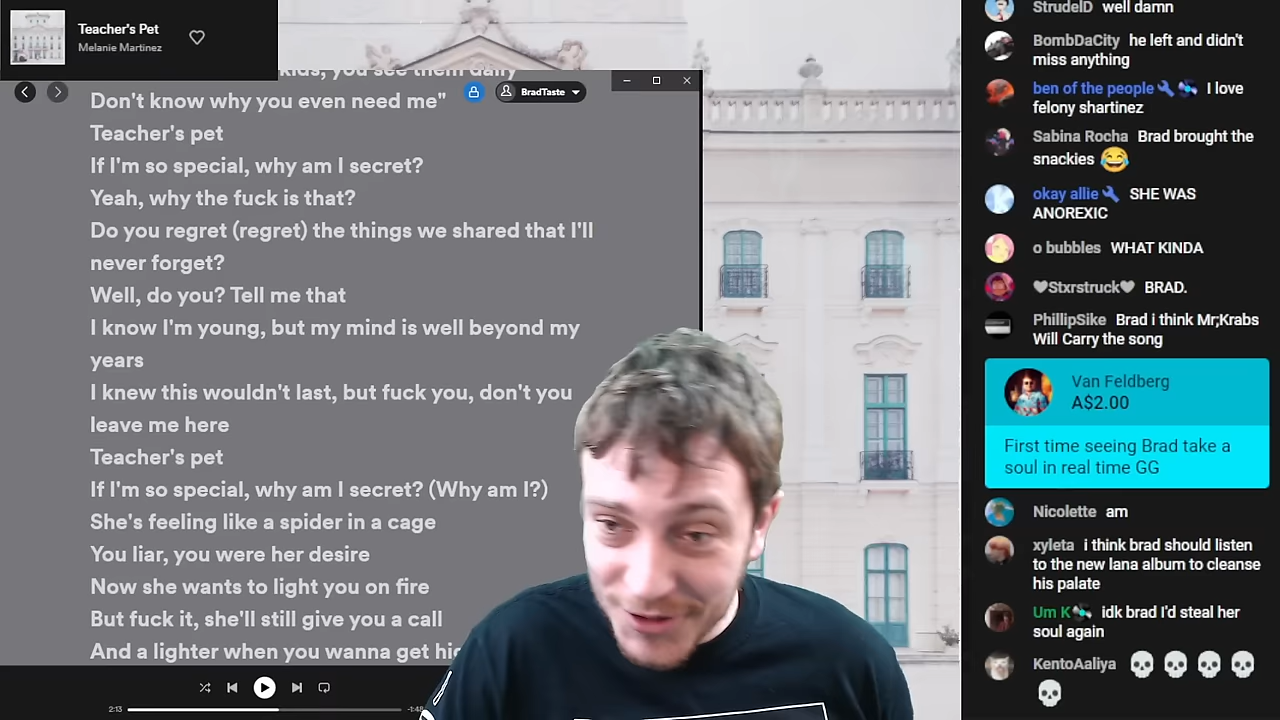 Teacher's Pet
Melanie Martinez
kids, you see them daily
BradTaste
Don't know why you even need me"
Teacher's pet
If I'm so special, why am I secret?
Yeah, why the fuck is that?
Do you regret (regret) the things we shared that I'll
never forget?
Well, do you? Tell me that
I know I'm young, but my mind is well beyond my
years
I knew this wouldn't last, but fuck you, don't you
leave me here
Teacher's pet
If I'm so special, why am I secret? (Why am I?)
She's feeling like a spider in a cage
You liar, you were her desire
Now she wants to light you on fire
But fuck it, she'll still give you a call
And a lighter when you wanna get hig
2:13
-1:48
StrudelD well damn
BombDaCity he left and didn't
miss anything
ben of the people I love
felony shartinez
Sabina Rocha Brad brought the
snackies 😂
okay allie SHE WAS
ANOREXIC
o bubbles WHAT KINDA
🖤Stxrstruck🖤 BRAD.
PhillipSike Brad i think Mr;Krabs
Will Carry the song
Van Feldberg
A$2.00
First time seeing Brad take a
soul in real time GG
Nicolette am
xyleta i think brad should listen
to the new lana album to cleanse
his palate
Um K idk brad I'd steal her
soul again
KentoAaliya 💀 💀 💀 💀
💀